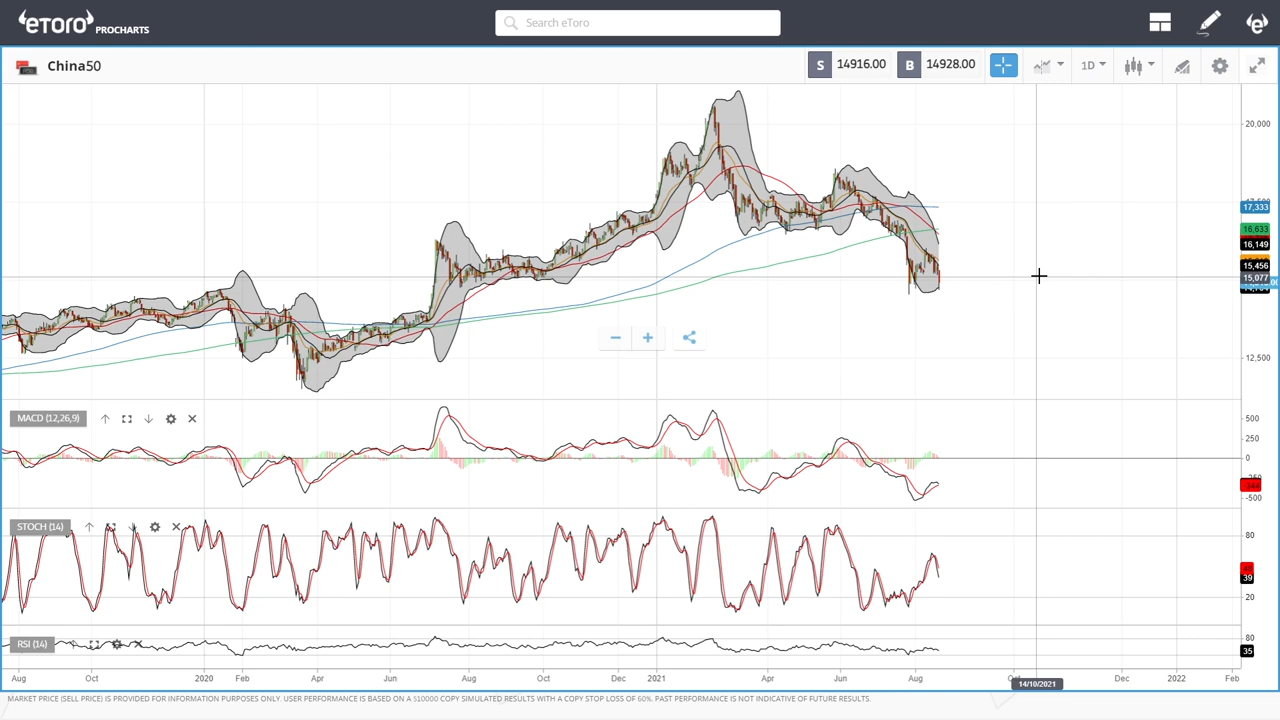 eToro PROCHARTS
Search eToro
China50
S 14916.00 B 14928.00
1D
20,000
17,333
16,633
16,149
15,456
15,077
12,500
MACD (12,26,9)
500
250
0
-500
STOCH (14)
80
39
20
RSI (14)
80
35
Aug Oct 2020 Feb Apr Jun Aug Oct Dec 2021 Apr Jun Aug Dec 2022 Feb
14/10/2021
MARKET PRICE (SELL PRICE) IS PROVIDED FOR INFORMATION PURPOSES ONLY. USER PERFORMANCE IS BASED ON A $10000 COPY SIMULATED RESULTS WITH A COPY STOP LOSS OF 60%. PAST PERFORMANCE IS NOT INDICATIVE OF FUTURE RESULTS.